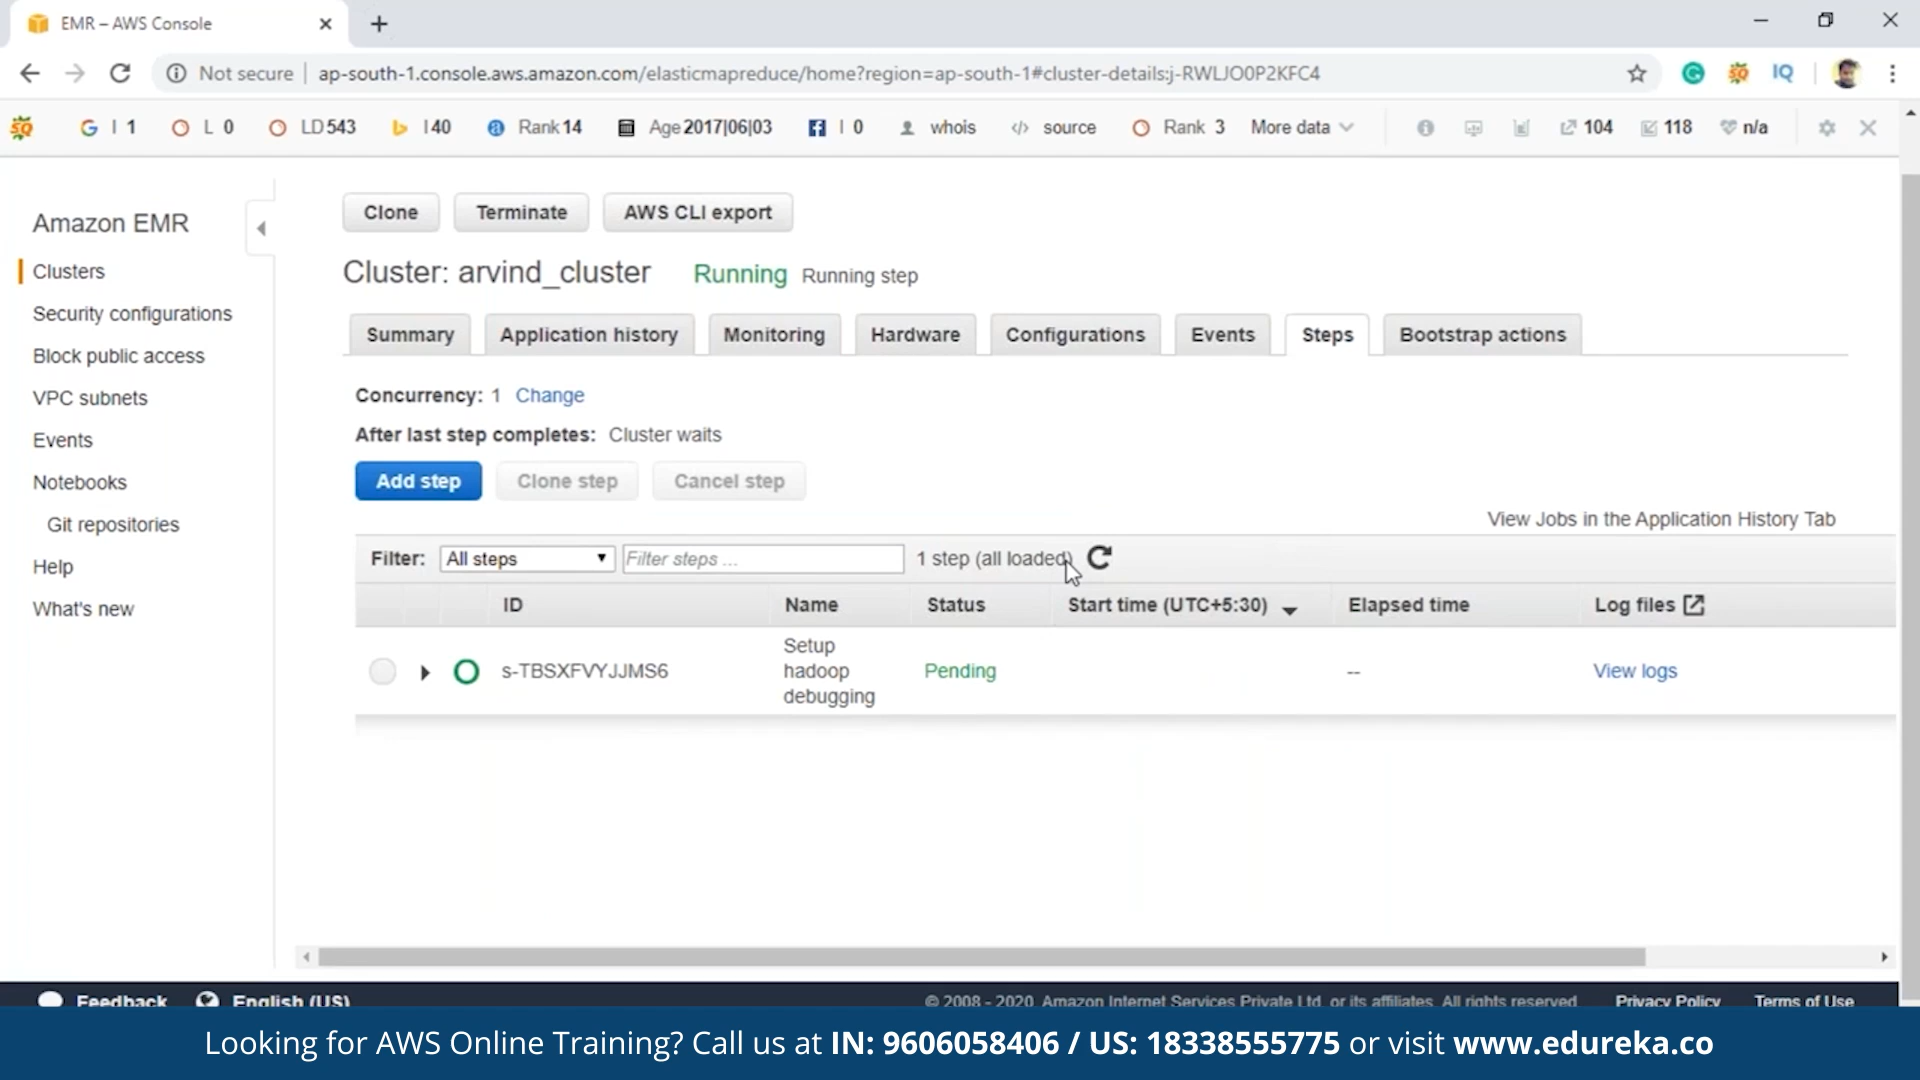 EMR – AWS Console
Not secure | ap-south-1.console.aws.amazon.com/elasticmapreduce/home?region=ap-south-1#cluster-details:j-RWLJO0P2KFC4
IQ
SQ G I 1 L 0 LD 543 I 40 Rank 14 Age 2017|06|03 I 0 whois source Rank 3 More data 104 118 n/a
Clone Terminate AWS CLI export
Amazon EMR
Clusters
Security configurations
Block public access
VPC subnets
Events
Notebooks
Git repositories
Help
What's new
Cluster: arvind_cluster Running Running step
Summary Application history Monitoring Hardware Configurations Events Steps Bootstrap actions
Concurrency: 1 Change
After last step completes: Cluster waits
Add step Clone step Cancel step
View Jobs in the Application History Tab
Filter: All steps Filter steps ... 1 step (all loaded)
ID Name Status Start time (UTC+5:30) Elapsed time Log files
s-TBSXFVYJJMS6 Setup hadoop debugging Pending -- View logs
Feedback English (US) © 2008 - 2020, Amazon Internet Services Private Ltd. or its affiliates. All rights reserved. Privacy Policy Terms of Use
Looking for AWS Online Training? Call us at IN: 9606058406 / US: 18338555775 or visit www.edureka.co